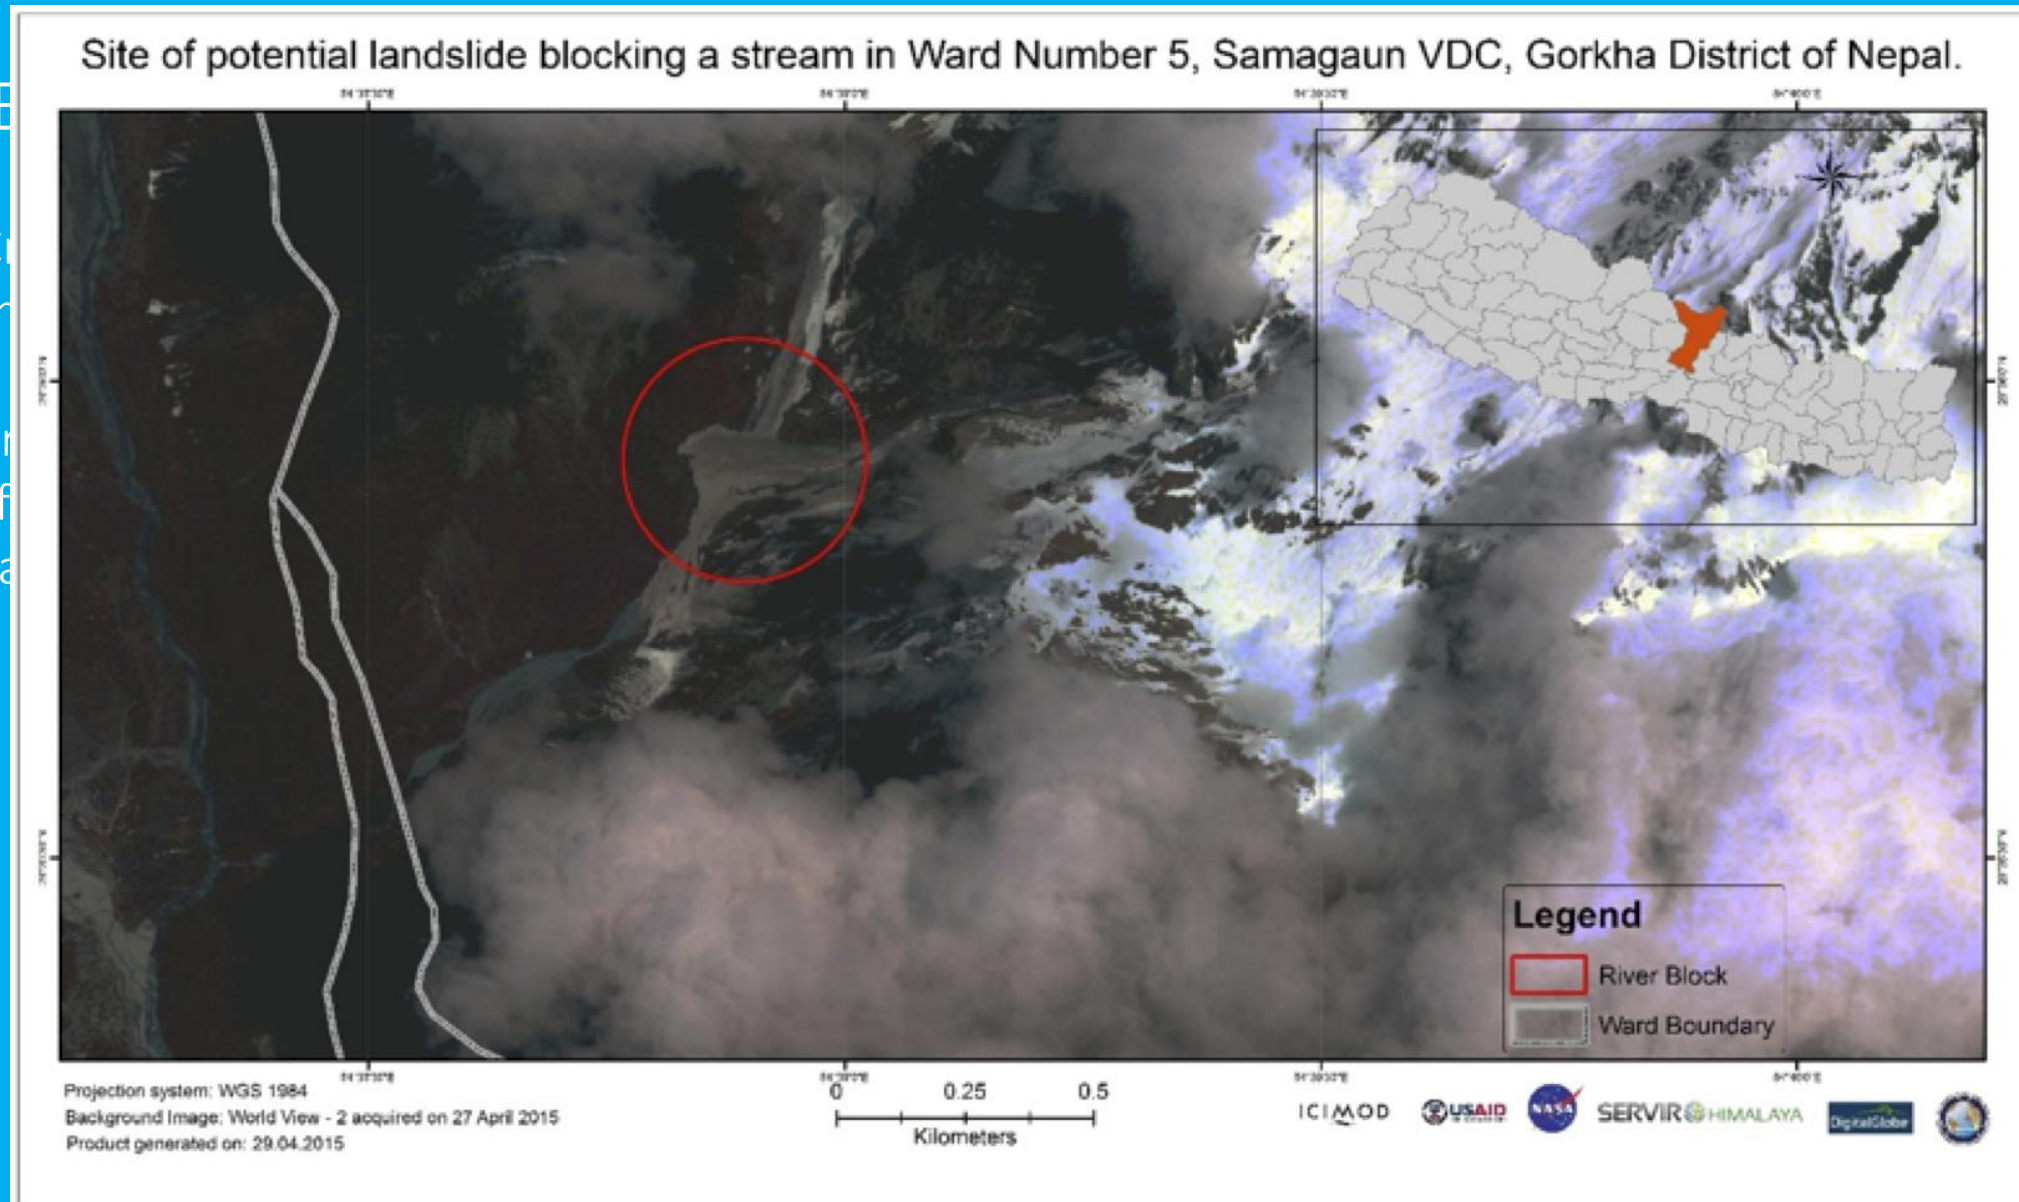 Site of potential landslide blocking a stream in Ward Number 5, Samagaun VDC, Gorkha District of Nepal.
Legend
River Block
Ward Boundary
Projection system: WGS 1984
Background Image: World View - 2 acquired on 27 April 2015
Product generated on: 29.04.2015
0 0.25 0.5
Kilometers
ICIMOD USAID NASA SERVIR HIMALAYA DigitalGlobe